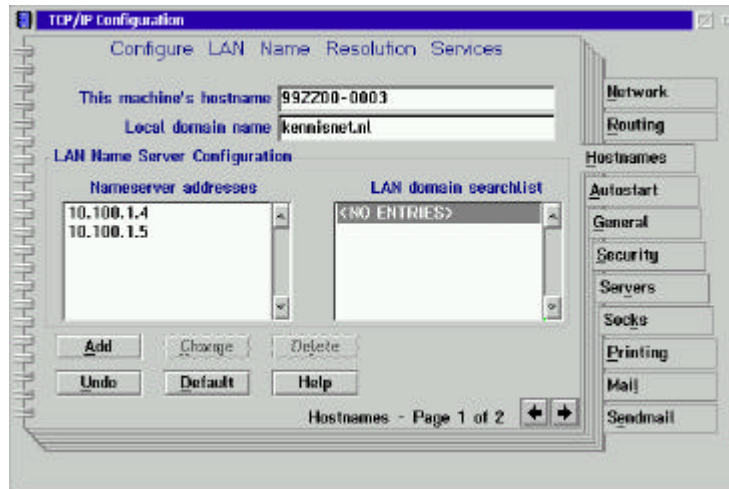 TCP/IP Configuration
Configure LAN Name Resolution Services
This machine's hostname 99ZZ00-0003
Local domain name kennisnet.nl
LAN Name Server Configuration
Nameserver addresses
10.100.1.4
10.100.1.5
LAN domain searchlist
<NO ENTRIES>
Add Change Delete
Undo Default Help
Hostnames - Page 1 of 2
Network
Routing
Hostnames
Autostart
General
Security
Servers
Socks
Printing
Mail
Sendmail